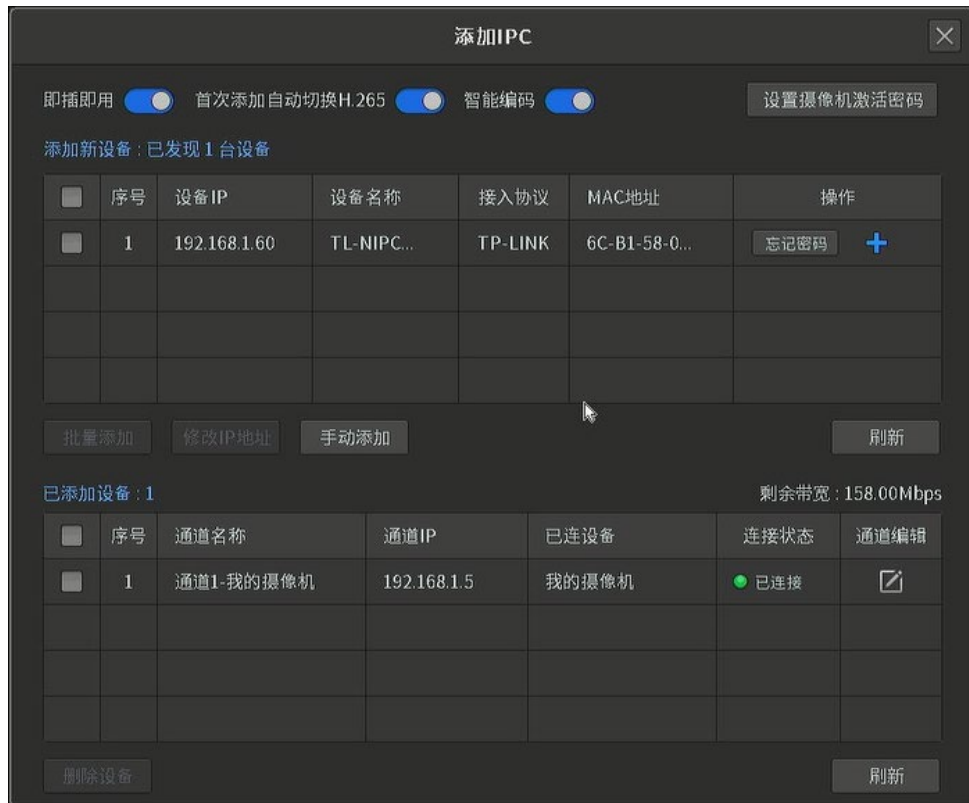 添加IPC
即插即用 首次添加自动切换H.265 智能编码 设置摄像机激活密码
添加新设备 : 已发现 1 台设备
序号 设备IP 设备名称 接入协议 MAC地址 操作
1 192.168.1.60 TL-NIPC... TP-LINK 6C-B1-58-0... 忘记密码
批量添加 修改IP地址 手动添加 刷新
已添加设备 : 1 剩余带宽 : 158.00Mbps
序号 通道名称 通道IP 已连设备 连接状态 通道编辑
1 通道1-我的摄像机 192.168.1.5 我的摄像机 已连接
删除设备 刷新